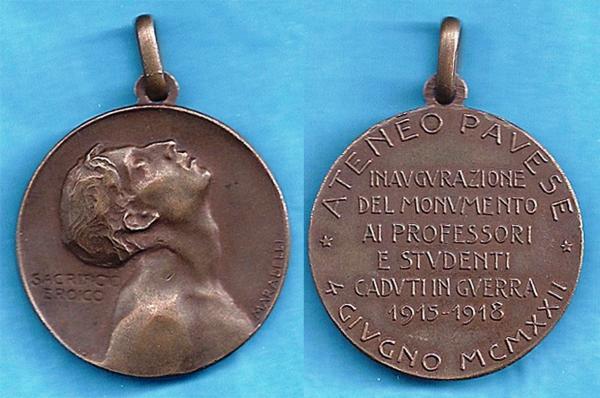 SACRIFICIO
EROICO
ATENEO PAVESE
INAVGVRAZIONE
DEL MONVMENTO
AI PROFESSORI
E STVDENTI
CADVTI IN GVERRA
1915-1918
4 GIVGNO MCMXXII